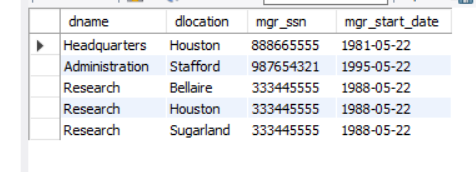 dname dlocation mgr_ssn mgr_start_date
Headquarters Houston 888665555 1981-05-22
Administration Stafford 987654321 1995-05-22
Research Bellaire 333445555 1988-05-22
Research Houston 333445555 1988-05-22
Research Sugarland 333445555 1988-05-22